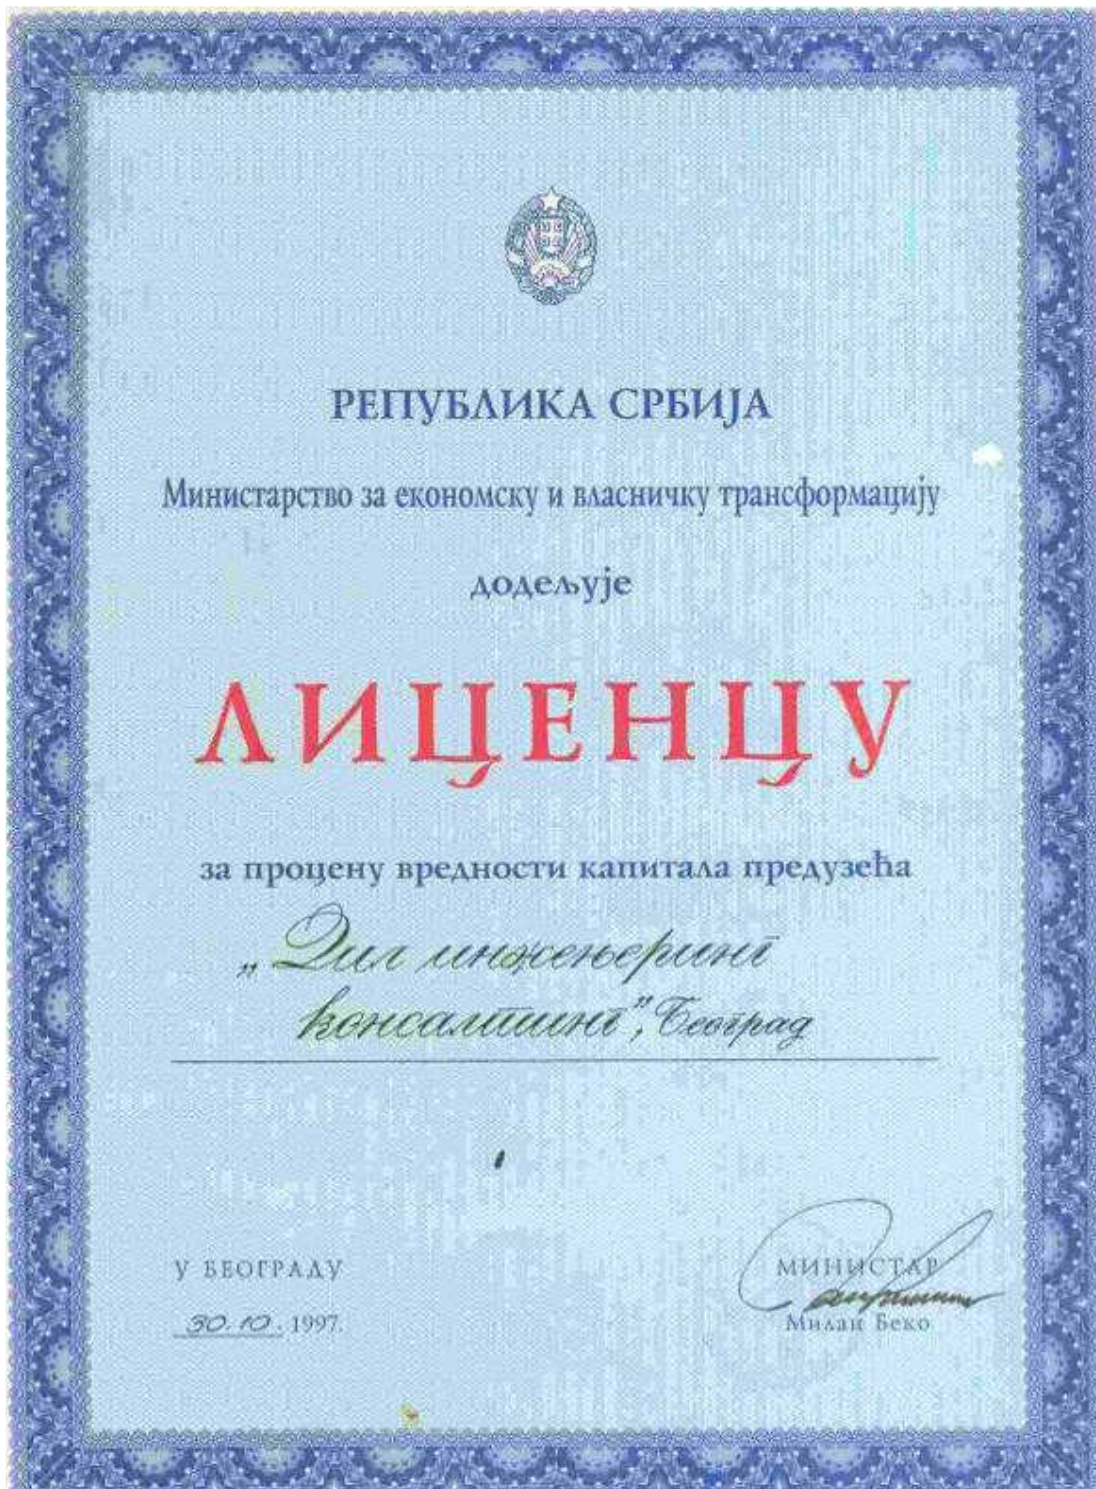 РЕПУБЛИКА СРБИЈА
Министарство за економску и власничку трансформацију
додељује
ЛИЦЕНЦУ
за процену вредности капитала предузећа
„Дил инжењеринг
консалтинг”, Београд
У БЕОГРАДУ
30.10.1997.
МИНИСТАР
Милан Беко